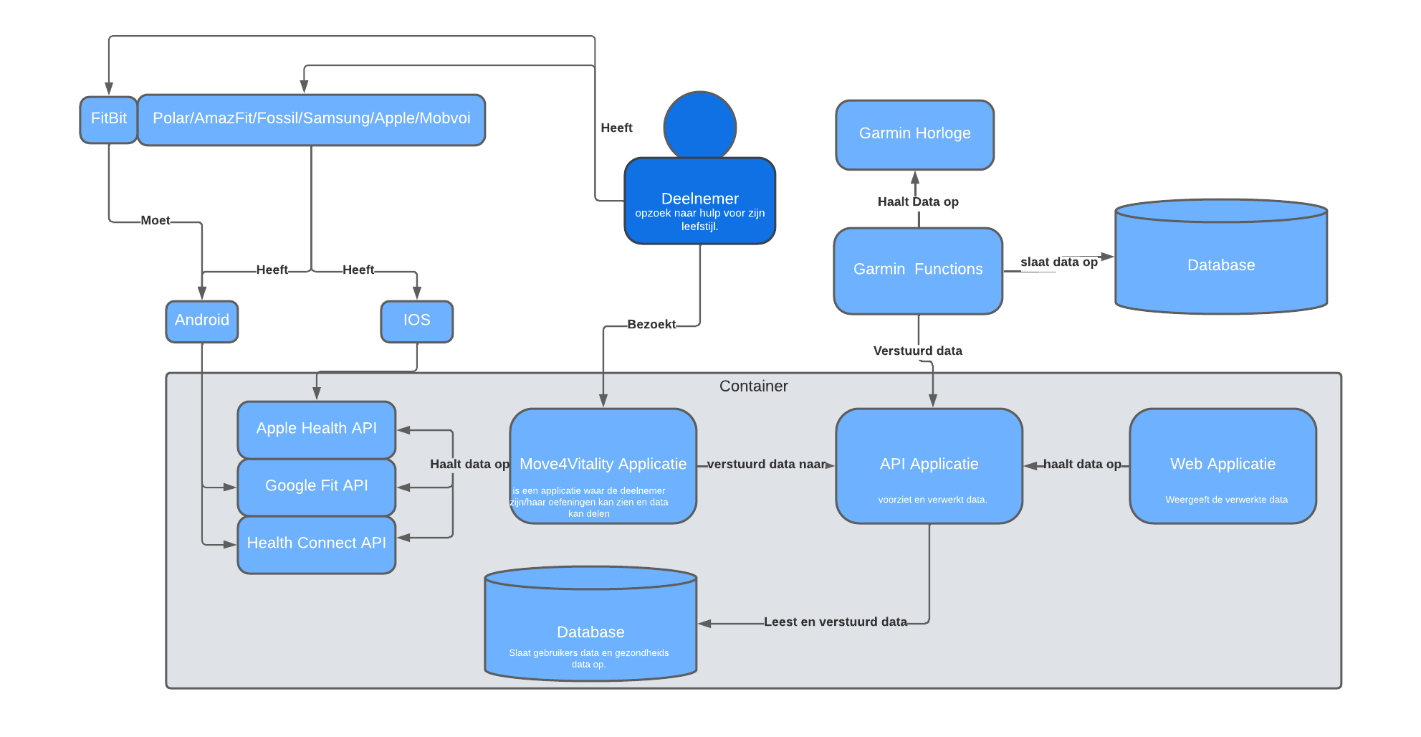 FitBit
Polar/AmazFit/Fossil/Samsung/Apple/Mobvoi
Heeft
Garmin Horloge
Deelnemer
opzoek naar hulp voor zijn
leefstijl.
Haalt Data op
Moet
Garmin Functions
slaat data op
Database
Heeft
Heeft
Android
IOS
Bezoekt
Verstuurd data
Container
Apple Health API
Google Fit API
Health Connect API
Haalt data op
Move4Vitality Applicatie
is een applicatie waar de deelnemer
zijn/haar oefeningen kan zien en data
kan delen
verstuurd data naar
API Applicatie
voorziet en verwerkt data.
haalt data op
Web Applicatie
Weergeeft de verwerkte data
Database
Slaat gebruikers data en gezondheids
data op.
Leest en verstuurd data